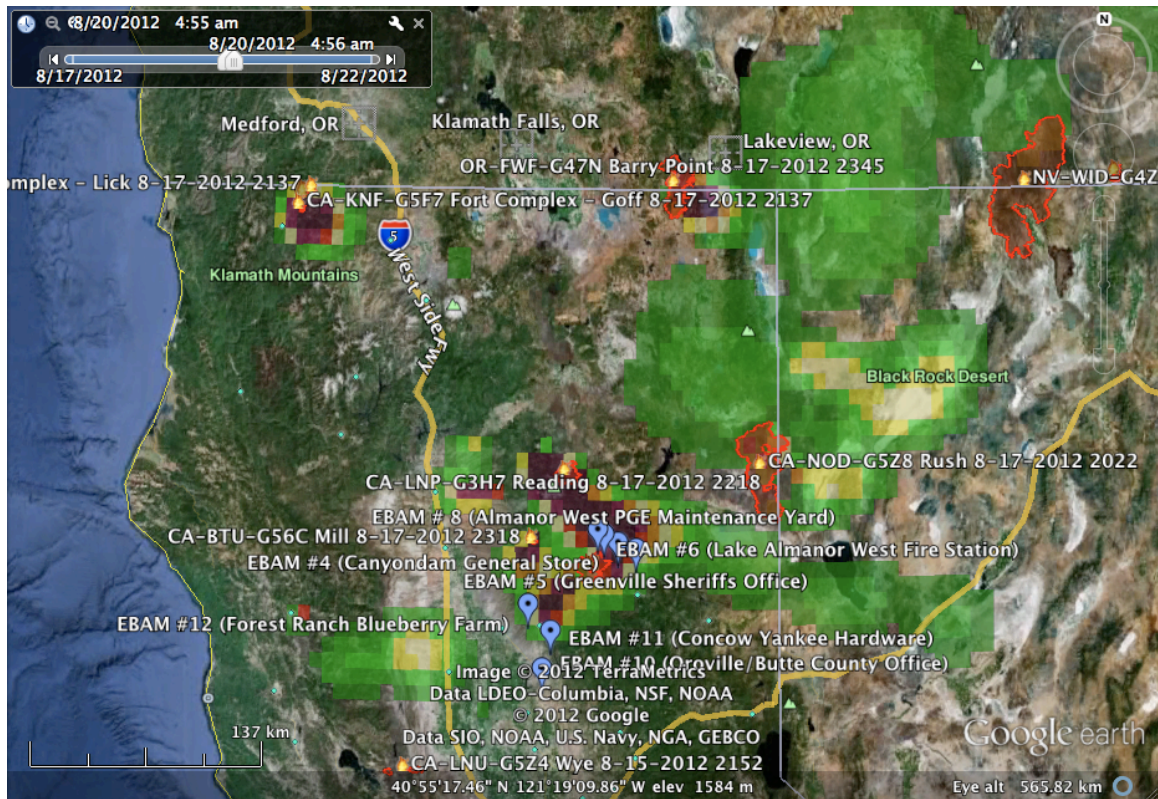 8/20/2012 4:55 am
8/20/2012 4:56 am
8/17/2012
8/22/2012
N
Medford, OR
Klamath Falls, OR
Lakeview, OR
OR-FWF-G47N Barry Point 8-17-2012 2345
omplex - Lick 8-17-2012 2137
NV-WID-G4Z
CA-KNF-G5F7 Fort Complex - Goff 8-17-2012 2137
5
West Side Fwy
Klamath Mountains
Black Rock Desert
CA-NOD-G5Z8 Rush 8-17-2012 2022
CA-LNP-G3H7 Reading 8-17-2012 2218
EBAM # 8 (Almanor West PGE Maintenance Yard)
CA-BTU-G56C Mill 8-17-2012 2318
EBAM #6 (Lake Almanor West Fire Station)
EBAM #4 (Canyondam General Store)
EBAM #5 (Greenville Sheriffs Office)
EBAM #12 (Forest Ranch Blueberry Farm)
EBAM #11 (Concow Yankee Hardware)
EBAM #10 (Oroville/Butte County Office)
Image © 2012 TerraMetrics
Data LDEO-Columbia, NSF, NOAA
© 2012 Google
Data SIO, NOAA, U.S. Navy, NGA, GEBCO
Google earth
137 km
CA-LNU-G5Z4 Wye 8-15-2012 2152
40°55'17.46" N 121°19'09.86" W elev 1584 m
Eye alt 565.82 km